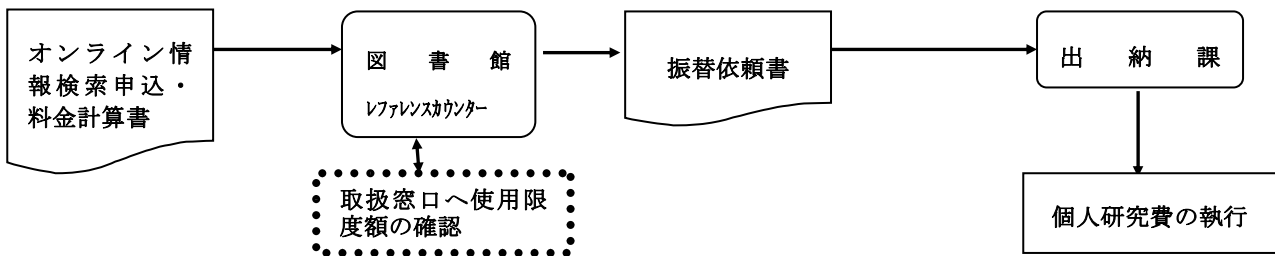 オンライン情
報検索申込・
料金計算書
図書館
ﾚﾌｧﾚﾝｽｶｳﾝﾀｰ
取扱窓口へ使用限
度額の確認
振替依頼書
出納課
個人研究費の執行